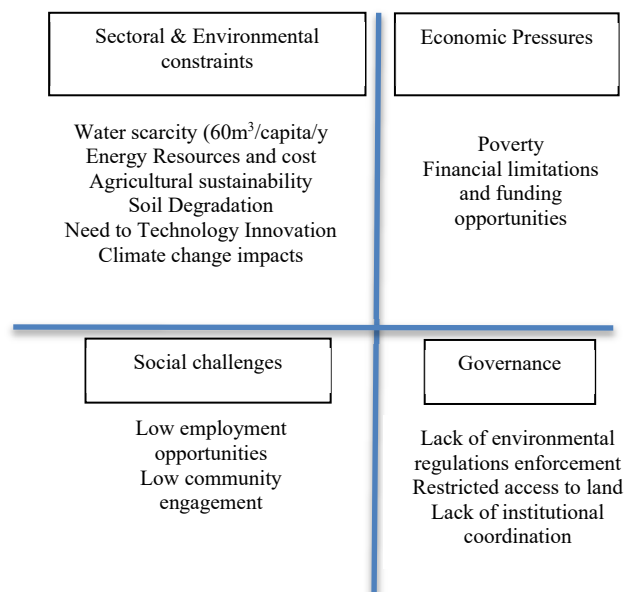 Sectoral & Environmental
constraints
Water scarcity (60m³/capita/y
Energy Resources and cost
Agricultural sustainability
Soil Degradation
Need to Technology Innovation
Climate change impacts
Economic Pressures
Poverty
Financial limitations
and funding
opportunities
Social challenges
Low employment
opportunities
Low community
engagement
Governance
Lack of environmental
regulations enforcement
Restricted access to land
Lack of institutional
coordination